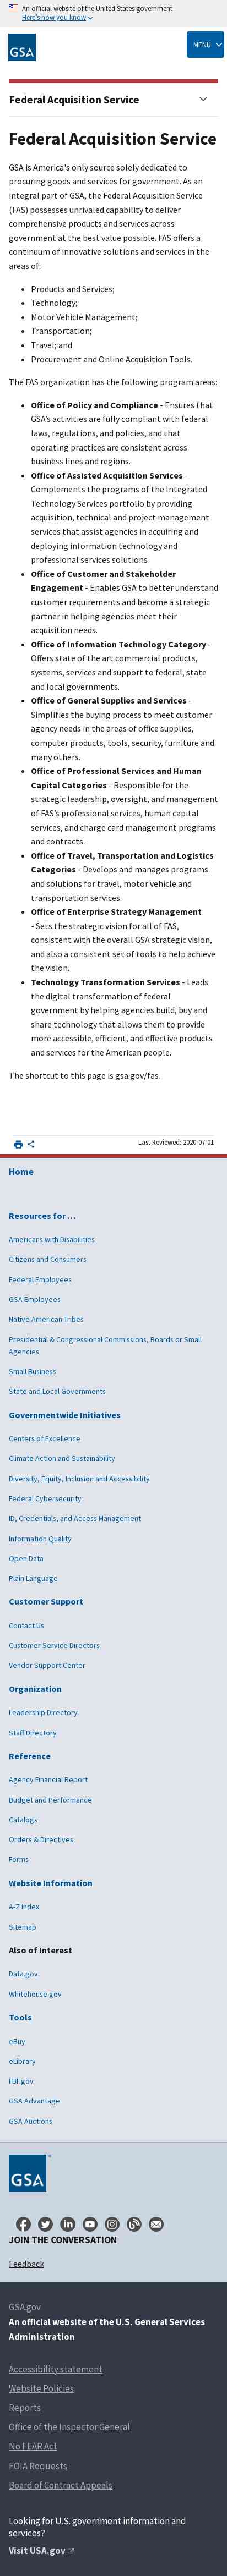 An official website of the United States government
Here's how you know
GSA
MENU
Federal Acquisition Service
Federal Acquisition Service
GSA is America's only source solely dedicated to
procuring goods and services for government. As an
integral part of GSA, the Federal Acquisition Service
(FAS) possesses unrivaled capability to deliver
comprehensive products and services across
government at the best value possible. FAS offers a
continuum of innovative solutions and services in the
areas of:
Products and Services;
Technology;
Motor Vehicle Management;
Transportation;
Travel; and
Procurement and Online Acquisition Tools.
The FAS organization has the following program areas:
Office of Policy and Compliance - Ensures that
GSA's activities are fully compliant with federal
laws, regulations, and policies, and that
operating practices are consistent across
business lines and regions.
Office of Assisted Acquisition Services -
Complements the programs of the Integrated
Technology Services portfolio by providing
acquisition, technical and project management
services that assist agencies in acquiring and
deploying information technology and
professional services solutions
Office of Customer and Stakeholder
Engagement - Enables GSA to better understand
customer requirements and become a strategic
partner in helping agencies meet their
acquisition needs.
Office of Information Technology Category -
Offers state of the art commercial products,
systems, services and support to federal, state
and local governments.
Office of General Supplies and Services -
Simplifies the buying process to meet customer
agency needs in the areas of office supplies,
computer products, tools, security, furniture and
many others.
Office of Professional Services and Human
Capital Categories - Responsible for the
strategic leadership, oversight, and management
of FAS's professional services, human capital
services, and charge card management programs
and contracts.
Office of Travel, Transportation and Logistics
Categories - Develops and manages programs
and solutions for travel, motor vehicle and
transportation services.
Office of Enterprise Strategy Management
- Sets the strategic vision for all of FAS,
consistent with the overall GSA strategic vision,
and also a consistent set of tools to help achieve
the vision.
Technology Transformation Services - Leads
the digital transformation of federal
government by helping agencies build, buy and
share technology that allows them to provide
more accessible, efficient, and effective products
and services for the American people.
The shortcut to this page is gsa.gov/fas.
Last Reviewed: 2020-07-01
Home
Resources for …
Americans with Disabilities
Citizens and Consumers
Federal Employees
GSA Employees
Native American Tribes
Presidential & Congressional Commissions, Boards or Small
Agencies
Small Business
State and Local Governments
Governmentwide Initiatives
Centers of Excellence
Climate Action and Sustainability
Diversity, Equity, Inclusion and Accessibility
Federal Cybersecurity
ID, Credentials, and Access Management
Information Quality
Open Data
Plain Language
Customer Support
Contact Us
Customer Service Directors
Vendor Support Center
Organization
Leadership Directory
Staff Directory
Reference
Agency Financial Report
Budget and Performance
Catalogs
Orders & Directives
Forms
Website Information
A-Z Index
Sitemap
Also of Interest
Data.gov
Whitehouse.gov
Tools
eBuy
eLibrary
FBF.gov
GSA Advantage
GSA Auctions
GSA
JOIN THE CONVERSATION
Feedback
GSA.gov
An official website of the U.S. General Services
Administration
Accessibility statement
Website Policies
Reports
Office of the Inspector General
No FEAR Act
FOIA Requests
Board of Contract Appeals
Looking for U.S. government information and
services?
Visit USA.gov